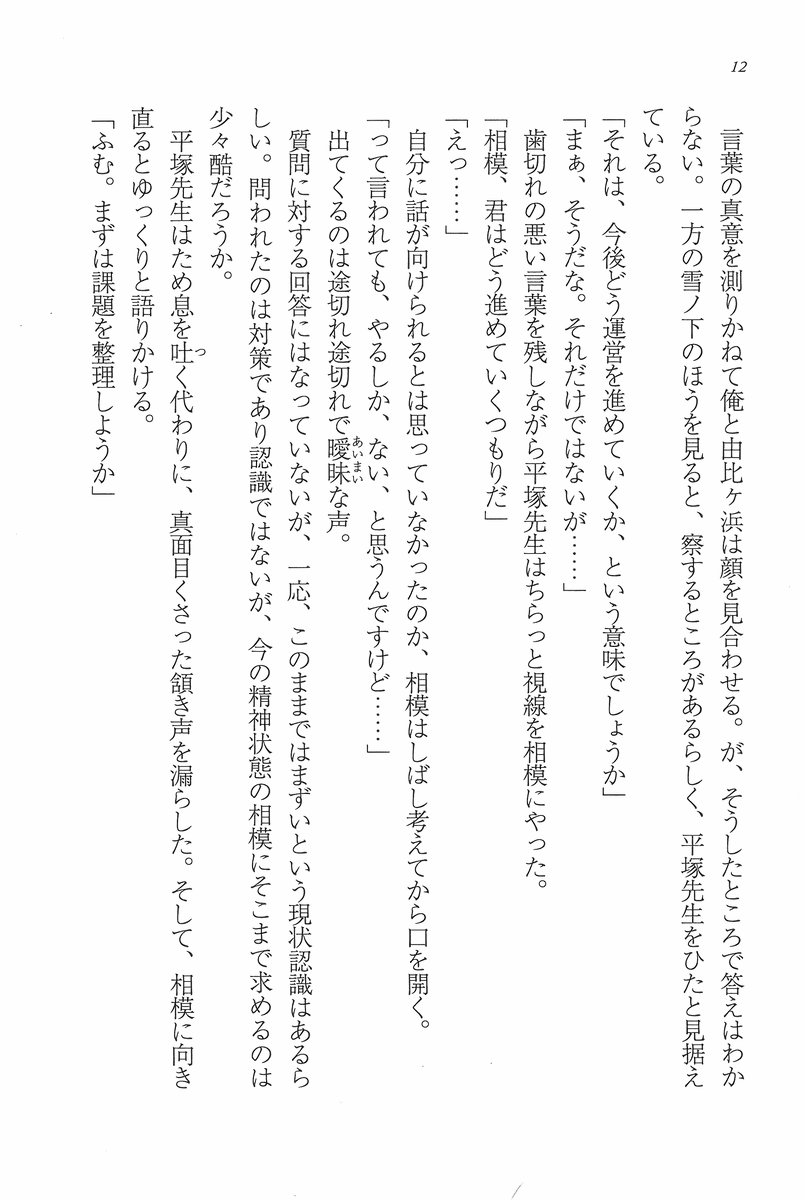 12
言葉の真意を測りかねて俺と由比ヶ浜は顔を見合わせる。が、そうしたところで答えはわか
らない。一方の雪ノ下のほうを見ると、察するところがあるらしく、平塚先生をひたと見据え
ている。
「それは、今後どう運営を進めていくか、という意味でしょうか」
「まぁ、そうだな。それだけではないが……」
歯切れの悪い言葉を残しながら平塚先生はちらっと視線を相模にやった。
「相模、君はどう進めていくつもりだ」
「えっ……」
自分に話が向けられるとは思っていなかったのか、相模はしばし考えてから口を開く。
「って言われても、やるしか、ない、と思うんですけど……」
出てくるのは途切れ途切れで曖昧な声。
あいまい
質問に対する回答にはなっていないが、一応、このままではまずいという現状認識はあるら
しい。問われたのは対策であり認識ではないが、今の精神状態の相模にそこまで求めるのは
少々酷だろうか。
平塚先生はため息を吐く代わりに、真面目くさった頷き声を漏らした。そして、相模に向き
つ
直るとゆっくりと語りかける。
「ふむ。まずは課題を整理しようか」